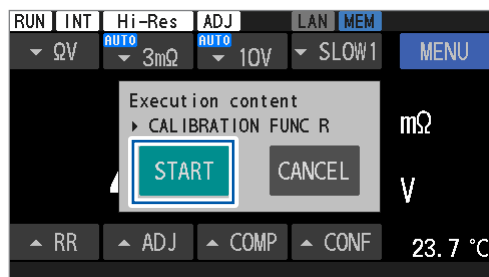 RUN INT Hi-Res ADJ LAN MEM
ΩV AUTO 3mΩ AUTO 10V SLOW1 MENU
Execution content
CALIBRATION FUNC R
mΩ
START CANCEL
V
RR ADJ COMP CONF 23.7 °C